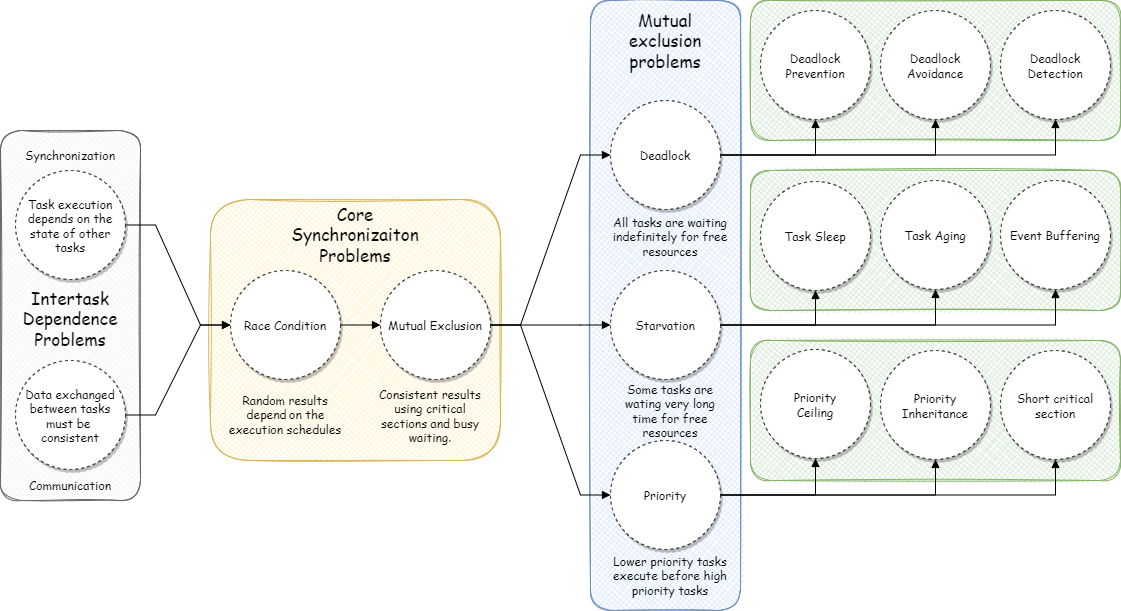 Synchronization
Task execution
depends on the
state of other
tasks
Intertask
Dependence
Problems
Data exchanged
between tasks
must be
consistent
Communication
Core
Synchronizaiton
Problems
Race Condition
Random results
depend on the
execution schedules
Mutual Exclusion
Consistent results
using critical
sections and busy
waiting.
Mutual
exclusion
problems
Deadlock
All tasks are waiting
indefinitely for free
resources
Starvation
Some tasks are
wating very long
time for free
resources
Priority
Lower priority tasks
execute before high
priority tasks
Deadlock
Prevention
Deadlock
Avoidance
Deadlock
Detection
Task Sleep
Task Aging
Event Buffering
Priority
Ceiling
Priority
Inheritance
Short critical
section